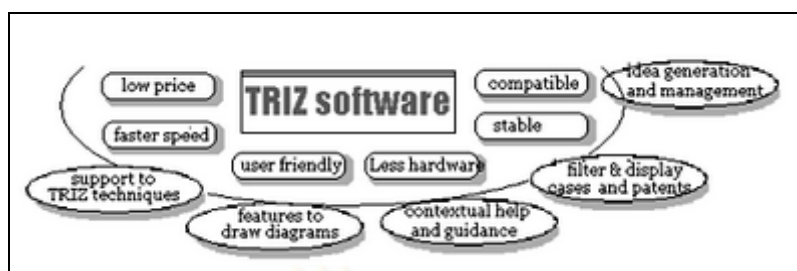 low price
TRIZ software
compatible
idea generation
and management
faster speed
stable
user friendly
Less hardware
support to
TRIZ techniques
filter & display
cases and patents
features to
draw diagrams
contextual help
and guidance